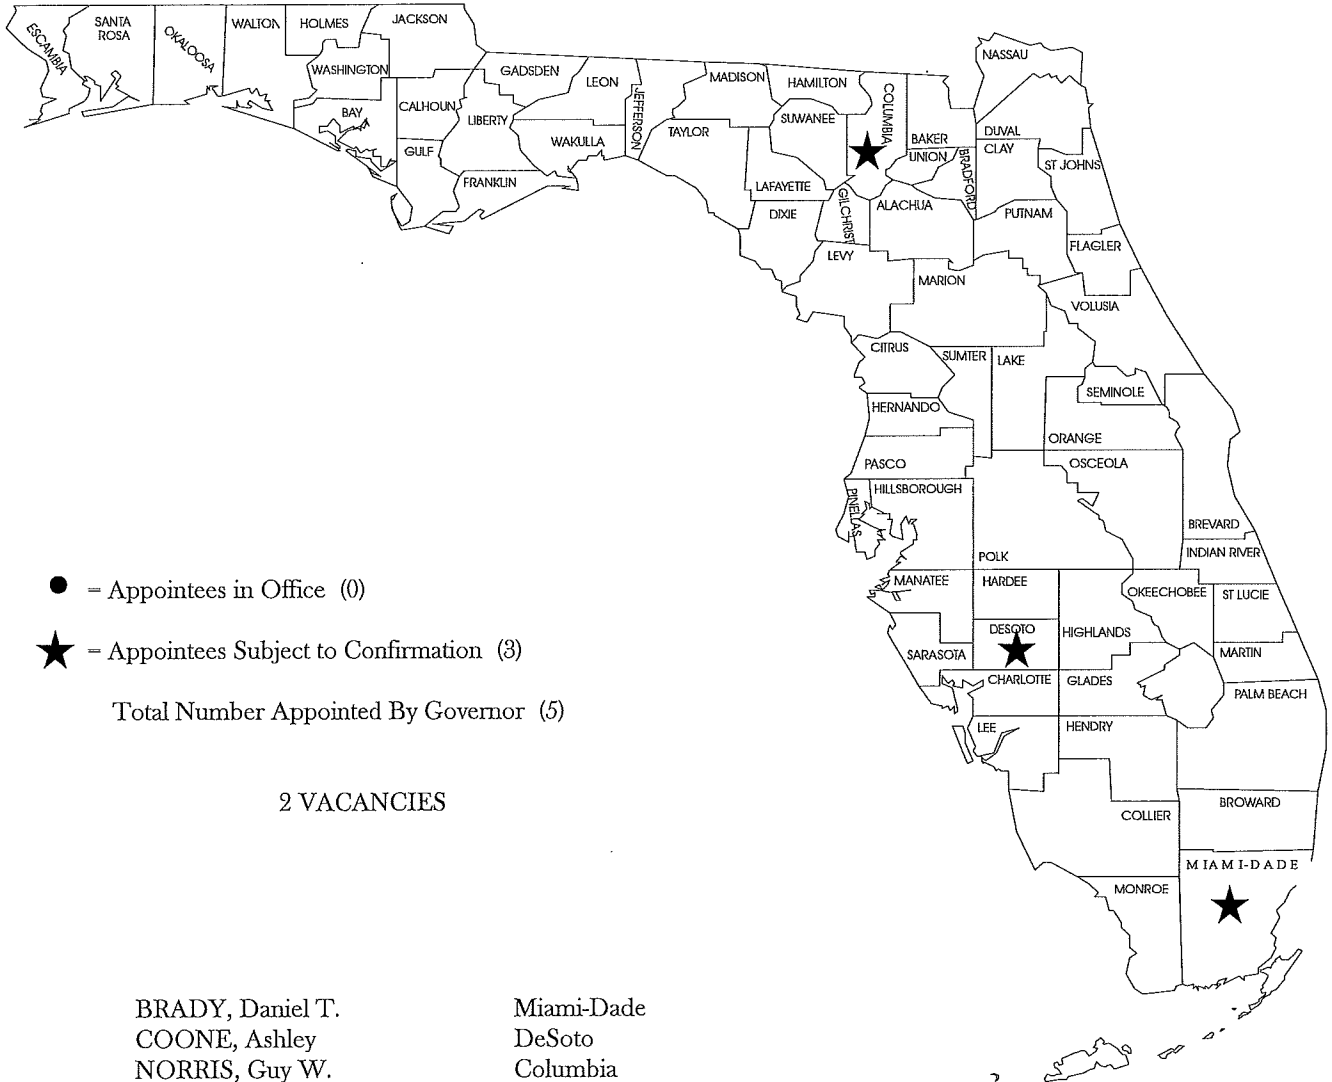 ESCAMBIA
SANTA
ROSA
OKALOOSA
WALTON
HOLMES
JACKSON
WASHINGTON
BAY
CALHOUN
GULF
GADSDEN
LIBERTY
FRANKLIN
LEON
WAKULLA
JEFFERSON
MADISON
TAYLOR
HAMILTON
SUWANEE
LAFAYETTE
DIXIE
COLUMBIA
GILCHRIST
LEVY
NASSAU
BAKER
UNION
BRADFORD
DUVAL
CLAY
ST JOHNS
ALACHUA
PUTNAM
FLAGLER
MARION
VOLUSIA
CITRUS
SUMTER
LAKE
SEMINOLE
HERNANDO
ORANGE
PASCO
OSCEOLA
PINELLAS
HILLSBOROUGH
POLK
BREVARD
INDIAN RIVER
MANATEE
HARDEE
OKEECHOBEE
ST LUCIE
DESOTO
HIGHLANDS
SARASOTA
MARTIN
CHARLOTTE
GLADES
PALM BEACH
LEE
HENDRY
COLLIER
BROWARD
MIAMI-DADE
MONROE
= Appointees in Office (0)
= Appointees Subject to Confirmation (3)
Total Number Appointed By Governor (5)
2 VACANCIES
BRADY, Daniel T. Miami-Dade
COONE, Ashley DeSoto
NORRIS, Guy W. Columbia